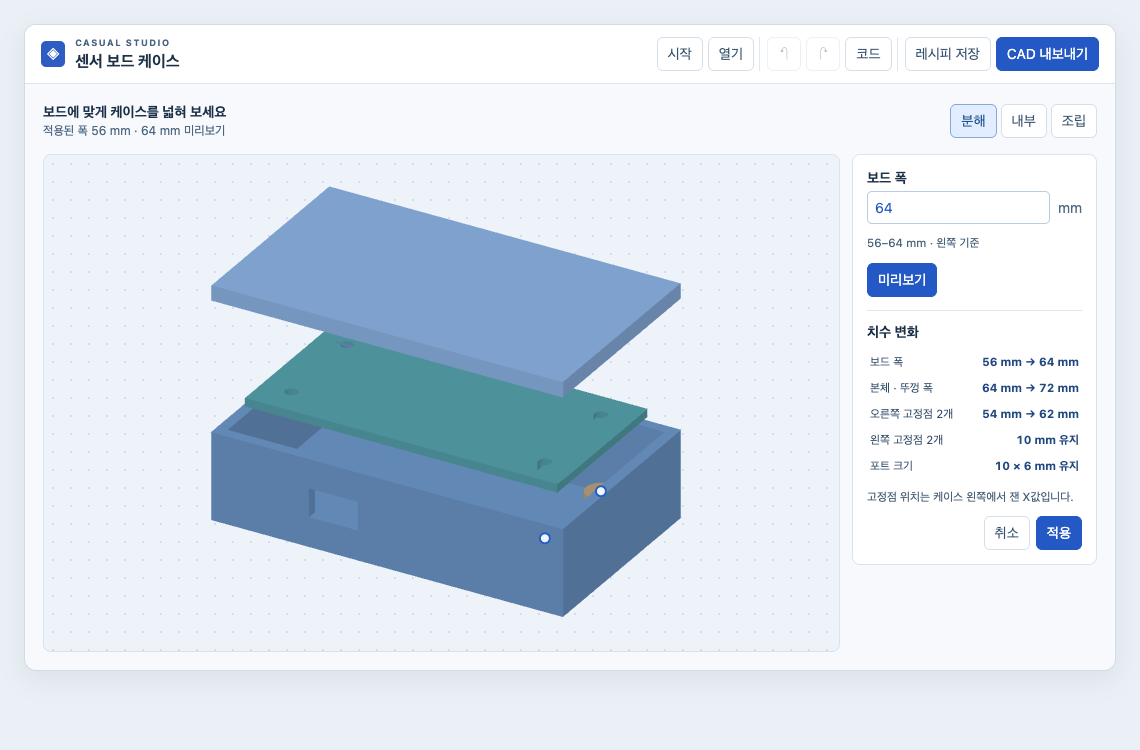 CASUAL STUDIO
센서 보드 케이스
시작
열기
코드
레시피 저장
CAD 내보내기
보드에 맞게 케이스를 넓혀 보세요
적용된 폭 56 mm · 64 mm 미리보기
분해
내부
조립
보드 폭
64 mm
56–64 mm · 왼쪽 기준
미리보기
치수 변화
보드 폭 56 mm → 64 mm
본체 · 뚜껑 폭 64 mm → 72 mm
오른쪽 고정점 2개 54 mm → 62 mm
왼쪽 고정점 2개 10 mm 유지
포트 크기 10 × 6 mm 유지
고정점 위치는 케이스 왼쪽에서 잰 X값입니다.
취소
적용